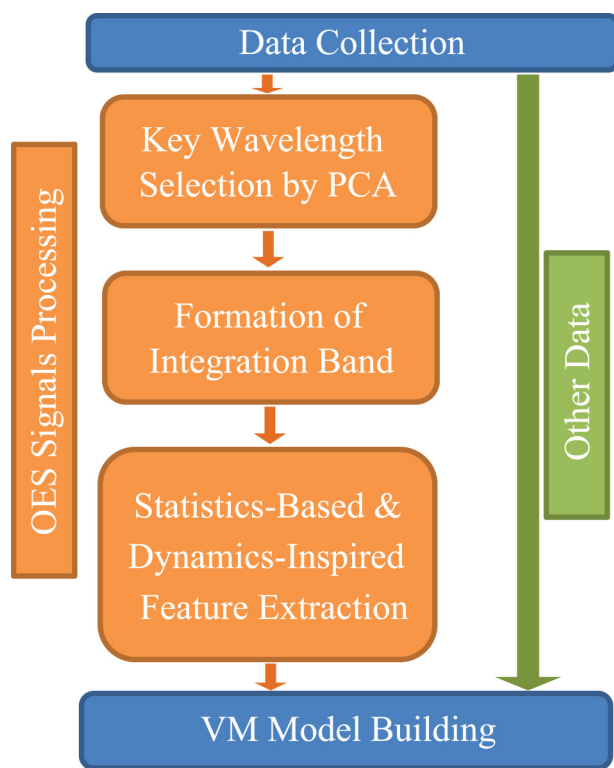 Data Collection
Key Wavelength
Selection by PCA
OES Signals Processing
Formation of
Integration Band
Other Data
Statistics-Based &
Dynamics-Inspired
Feature Extraction
VM Model Building